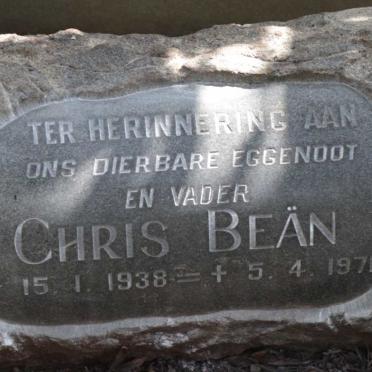 TER HERINNERING AAN
ONS DIERBARE EGGENOOT
EN VADER
CHRIS BEÄN
15.1.1938 = + 5.4.197